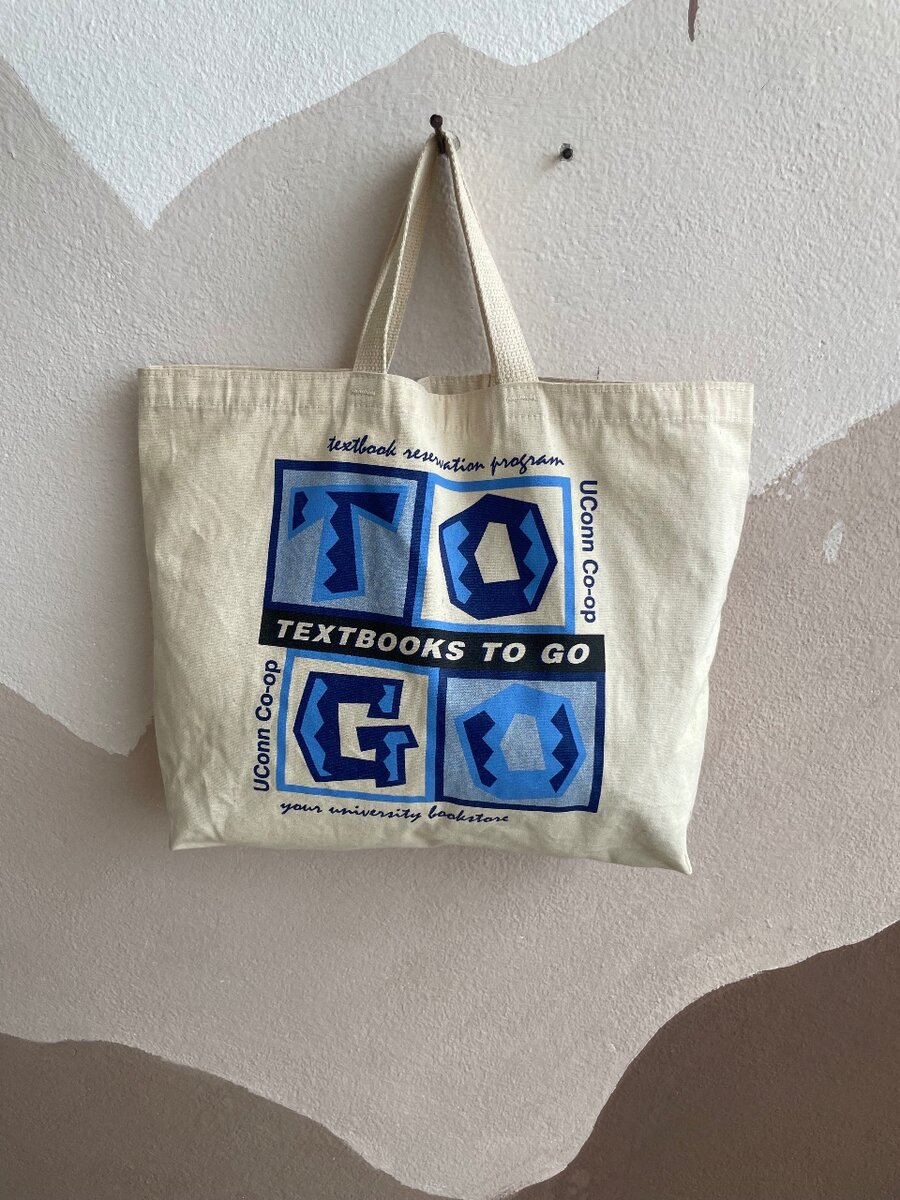 textbook reservation program
TO
UConn Co-op
TEXTBOOKS TO GO
UConn Co-op
GO
your university bookstore